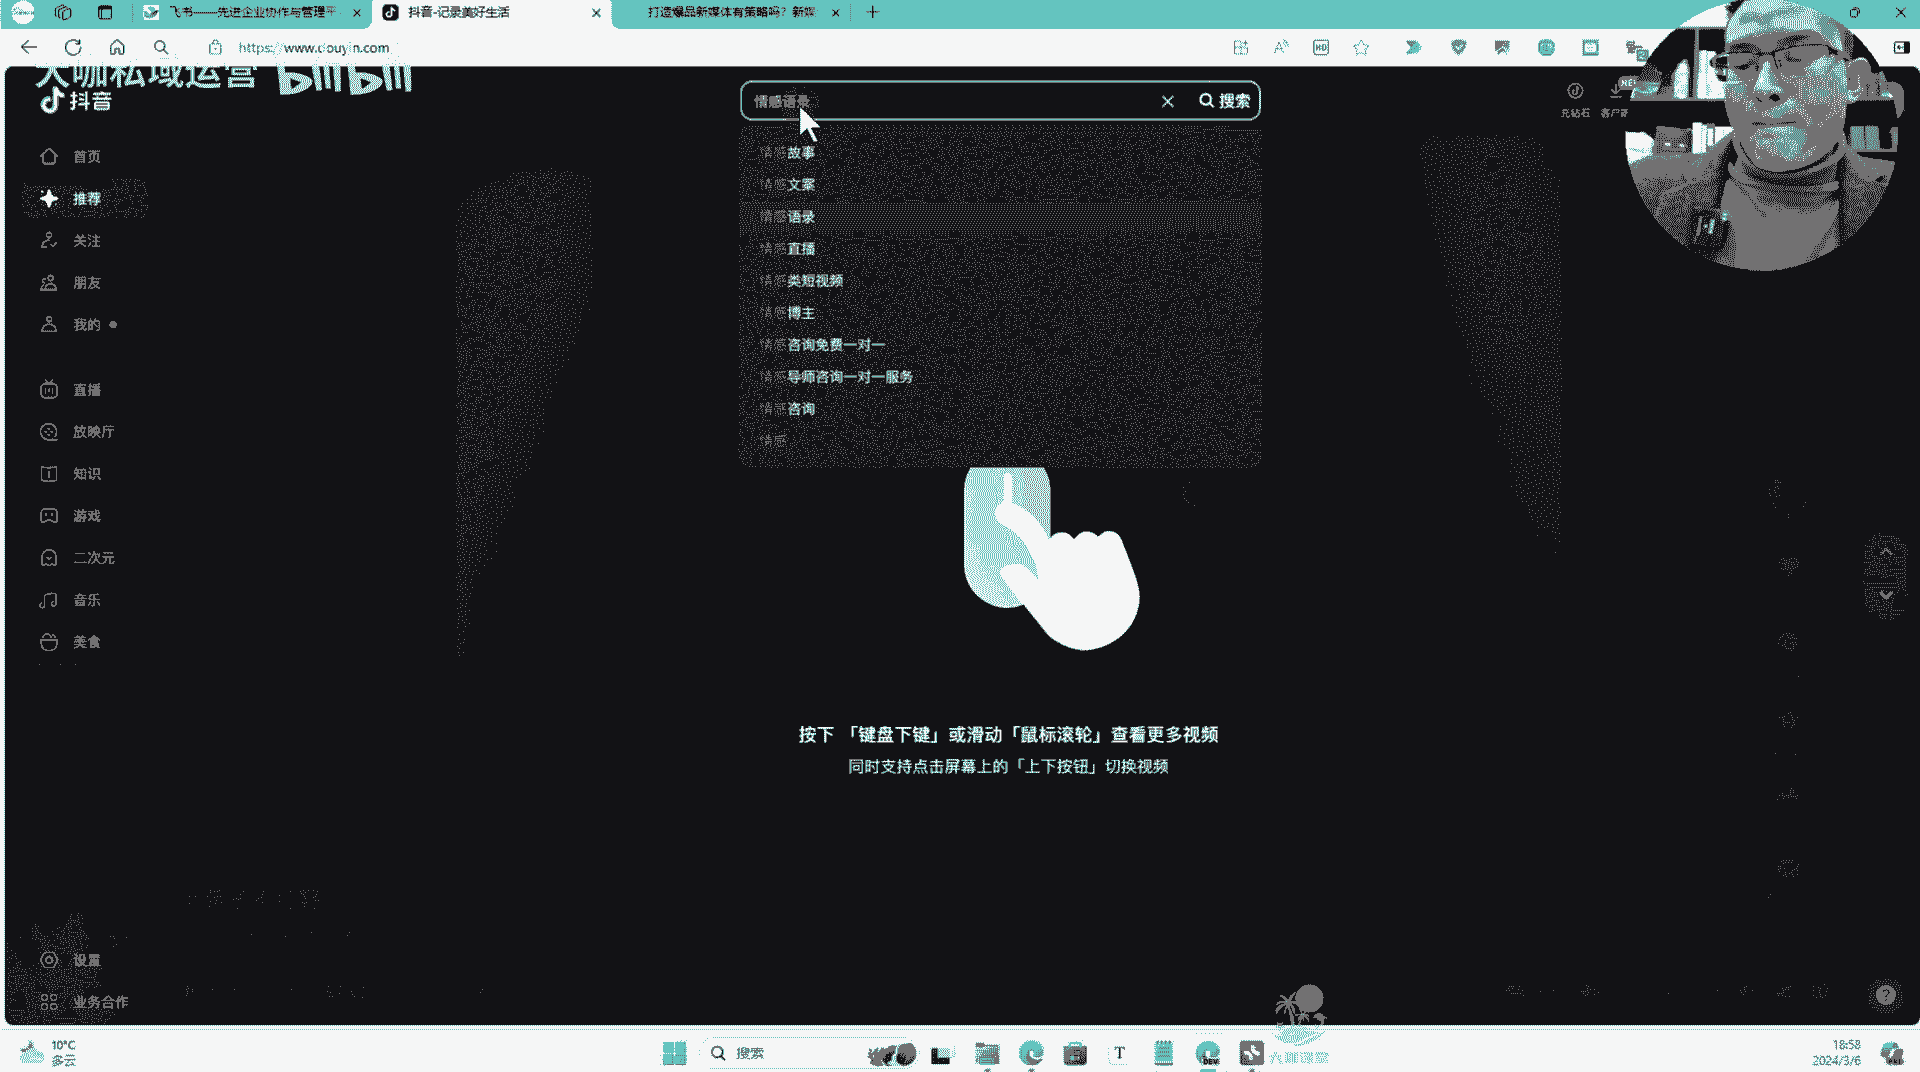 飞书——先进企业协作与管理平
抖音-记录美好生活
打造爆品新媒体有策略吗？新媒
https://www.douyin.com
大咖私域运营 bilibili
抖音
情感语录
搜索
充钻石
客户端
首页
推荐
关注
朋友
我的
直播
放映厅
知识
游戏
二次元
音乐
美食
设置
业务合作
情感故事
情感文案
情感语录
情感直播
情感类短视频
情感博主
情感咨询免费一对一
情感导师咨询一对一服务
情感咨询
情感
按下「键盘下键」或滑动「鼠标滚轮」查看更多视频
同时支持点击屏幕上的「上下按钮」切换视频
10°C
多云
搜索
T
DEV
大咖课堂
18:58
2024/3/6